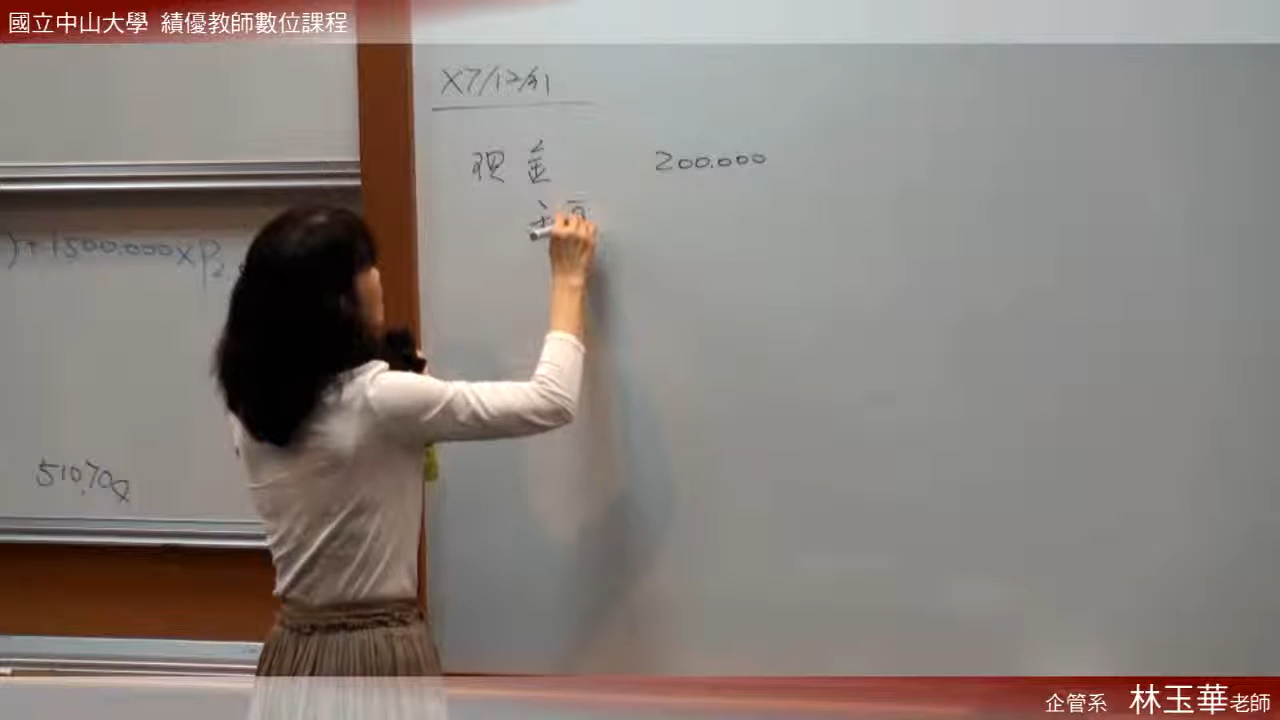 國立中山大學 績優教師數位課程
X7/12/31
現金 200.000
)+1500.000×P2
510.700
企管系 林玉華老師